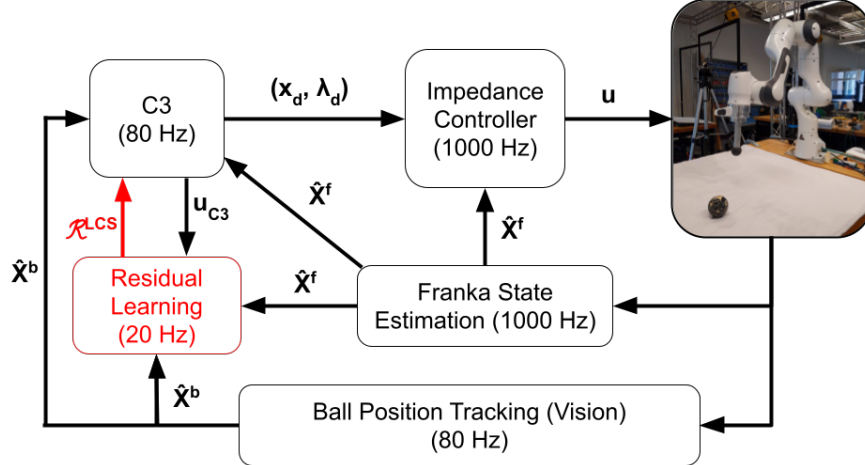 C3
(80 Hz)
(x_d, λ_d)
Impedance
Controller
(1000 Hz)
u
X̂^f
X̂^f
u_C3
ℛ^LCS
X̂^b
Residual
Learning
(20 Hz)
X̂^f
Franka State
Estimation (1000 Hz)
X̂^b
Ball Position Tracking (Vision)
(80 Hz)